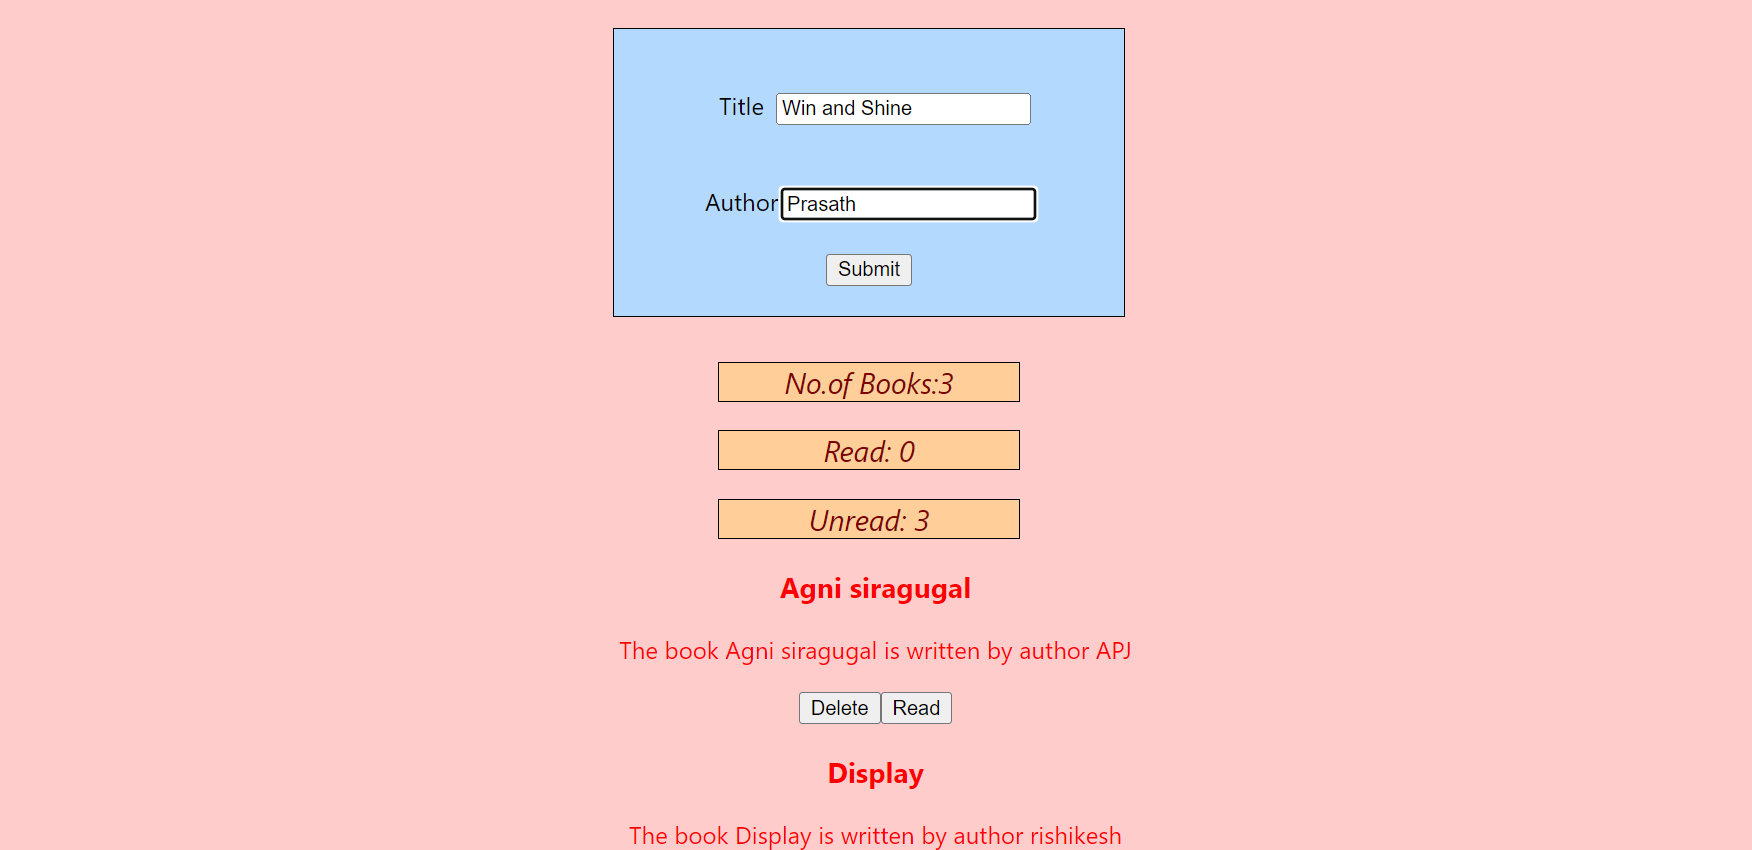 Title Win and Shine
Author Prasath
Submit
No.of Books:3
Read: 0
Unread: 3
Agni siragugal
The book Agni siragugal is written by author APJ
Delete Read
Display
The book Display is written by author rishikesh